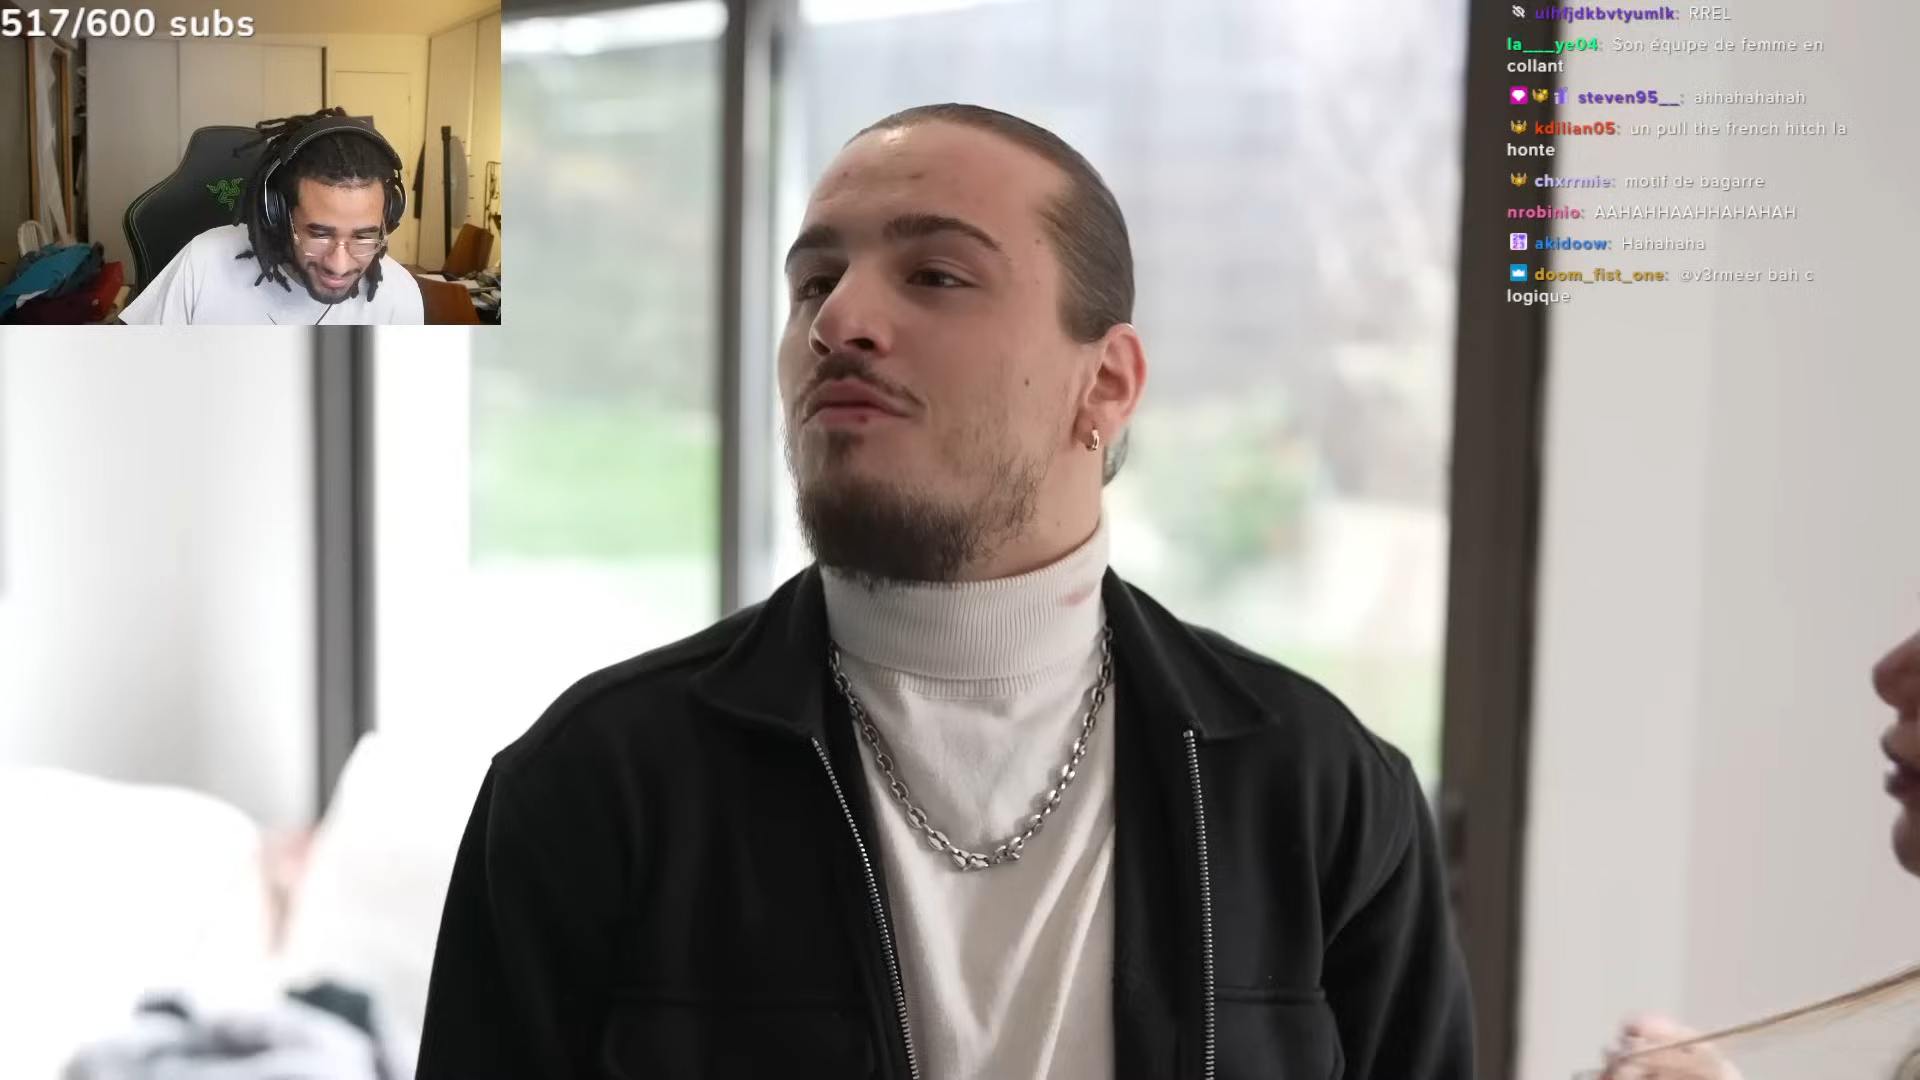 517/600 subs
uihfjdkbvtyumlk: RREL
la___ye04: Son équipe de femme en
collant
steven95__: ahhahahahah
kdilian05: un pull the french hitch la
honte
chxrrmie: motif de bagarre
nrobinio: AAHAHHAAHHAHAHAH
akidoow: Hahahaha
doom_fist_one: @v3rmeer bah c
logique